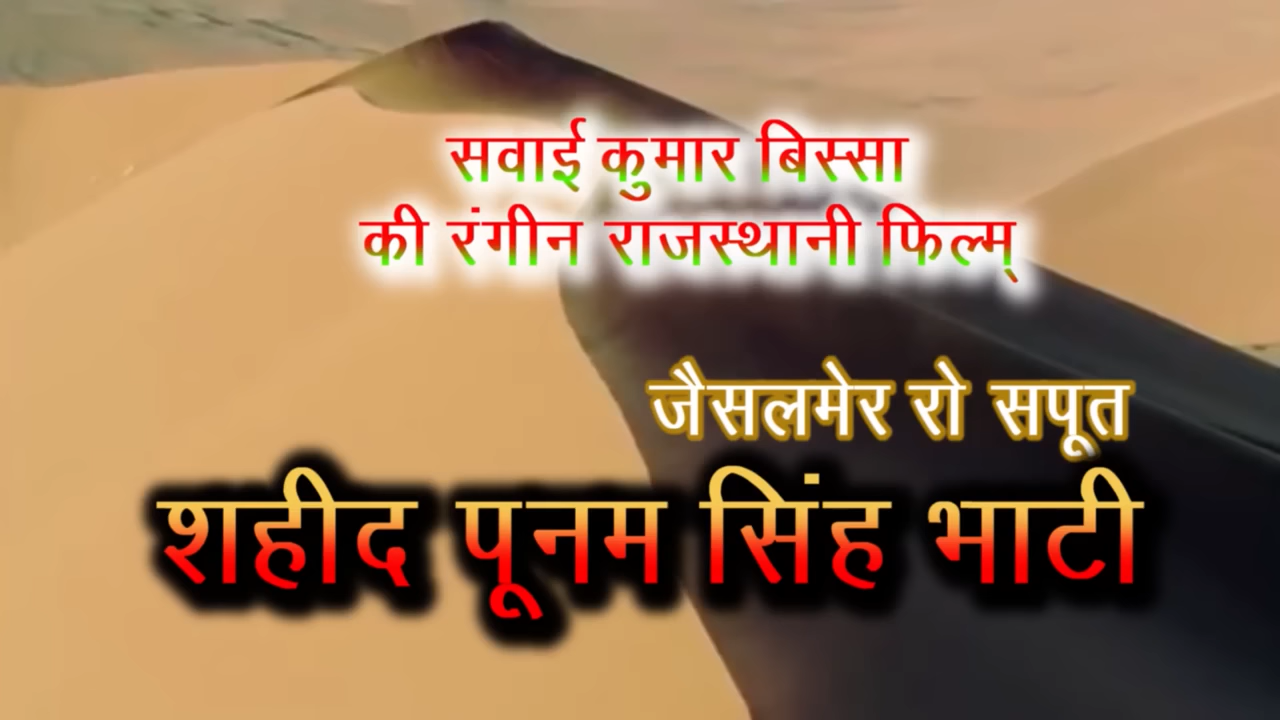 सवाई कुमार बिस्सा
की रंगीन राजस्थानी फिल्म्
जैसलमेर रो सपूत
शहीद पूनम सिंह भाटी